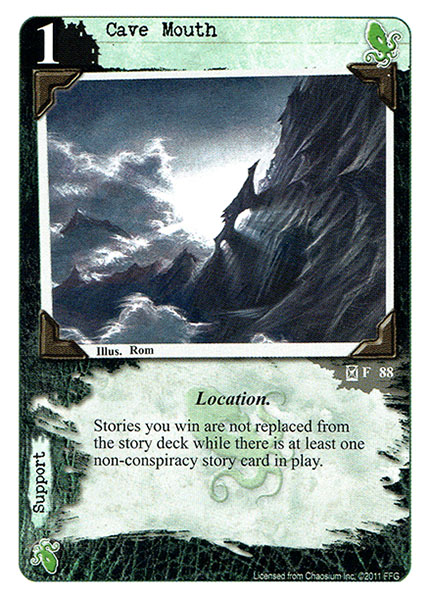 1
Cave Mouth
Illus. Rom
F 88
Location.
Stories you win are not replaced from
the story deck while there is at least one
non-conspiracy story card in play.
Support
Licensed from Chaosium Inc. ©2011 FFG